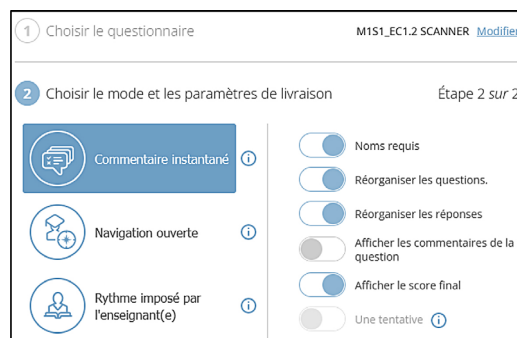 1 Choisir le questionnaire
M1S1_EC1.2 SCANNER Modifier
2 Choisir le mode et les paramètres de livraison
Étape 2 sur 2
Commentaire instantané
Navigation ouverte
Rythme imposé par
l'enseignant(e)
Noms requis
Réorganiser les questions.
Réorganiser les réponses
Afficher les commentaires de la
question
Afficher le score final
Une tentative